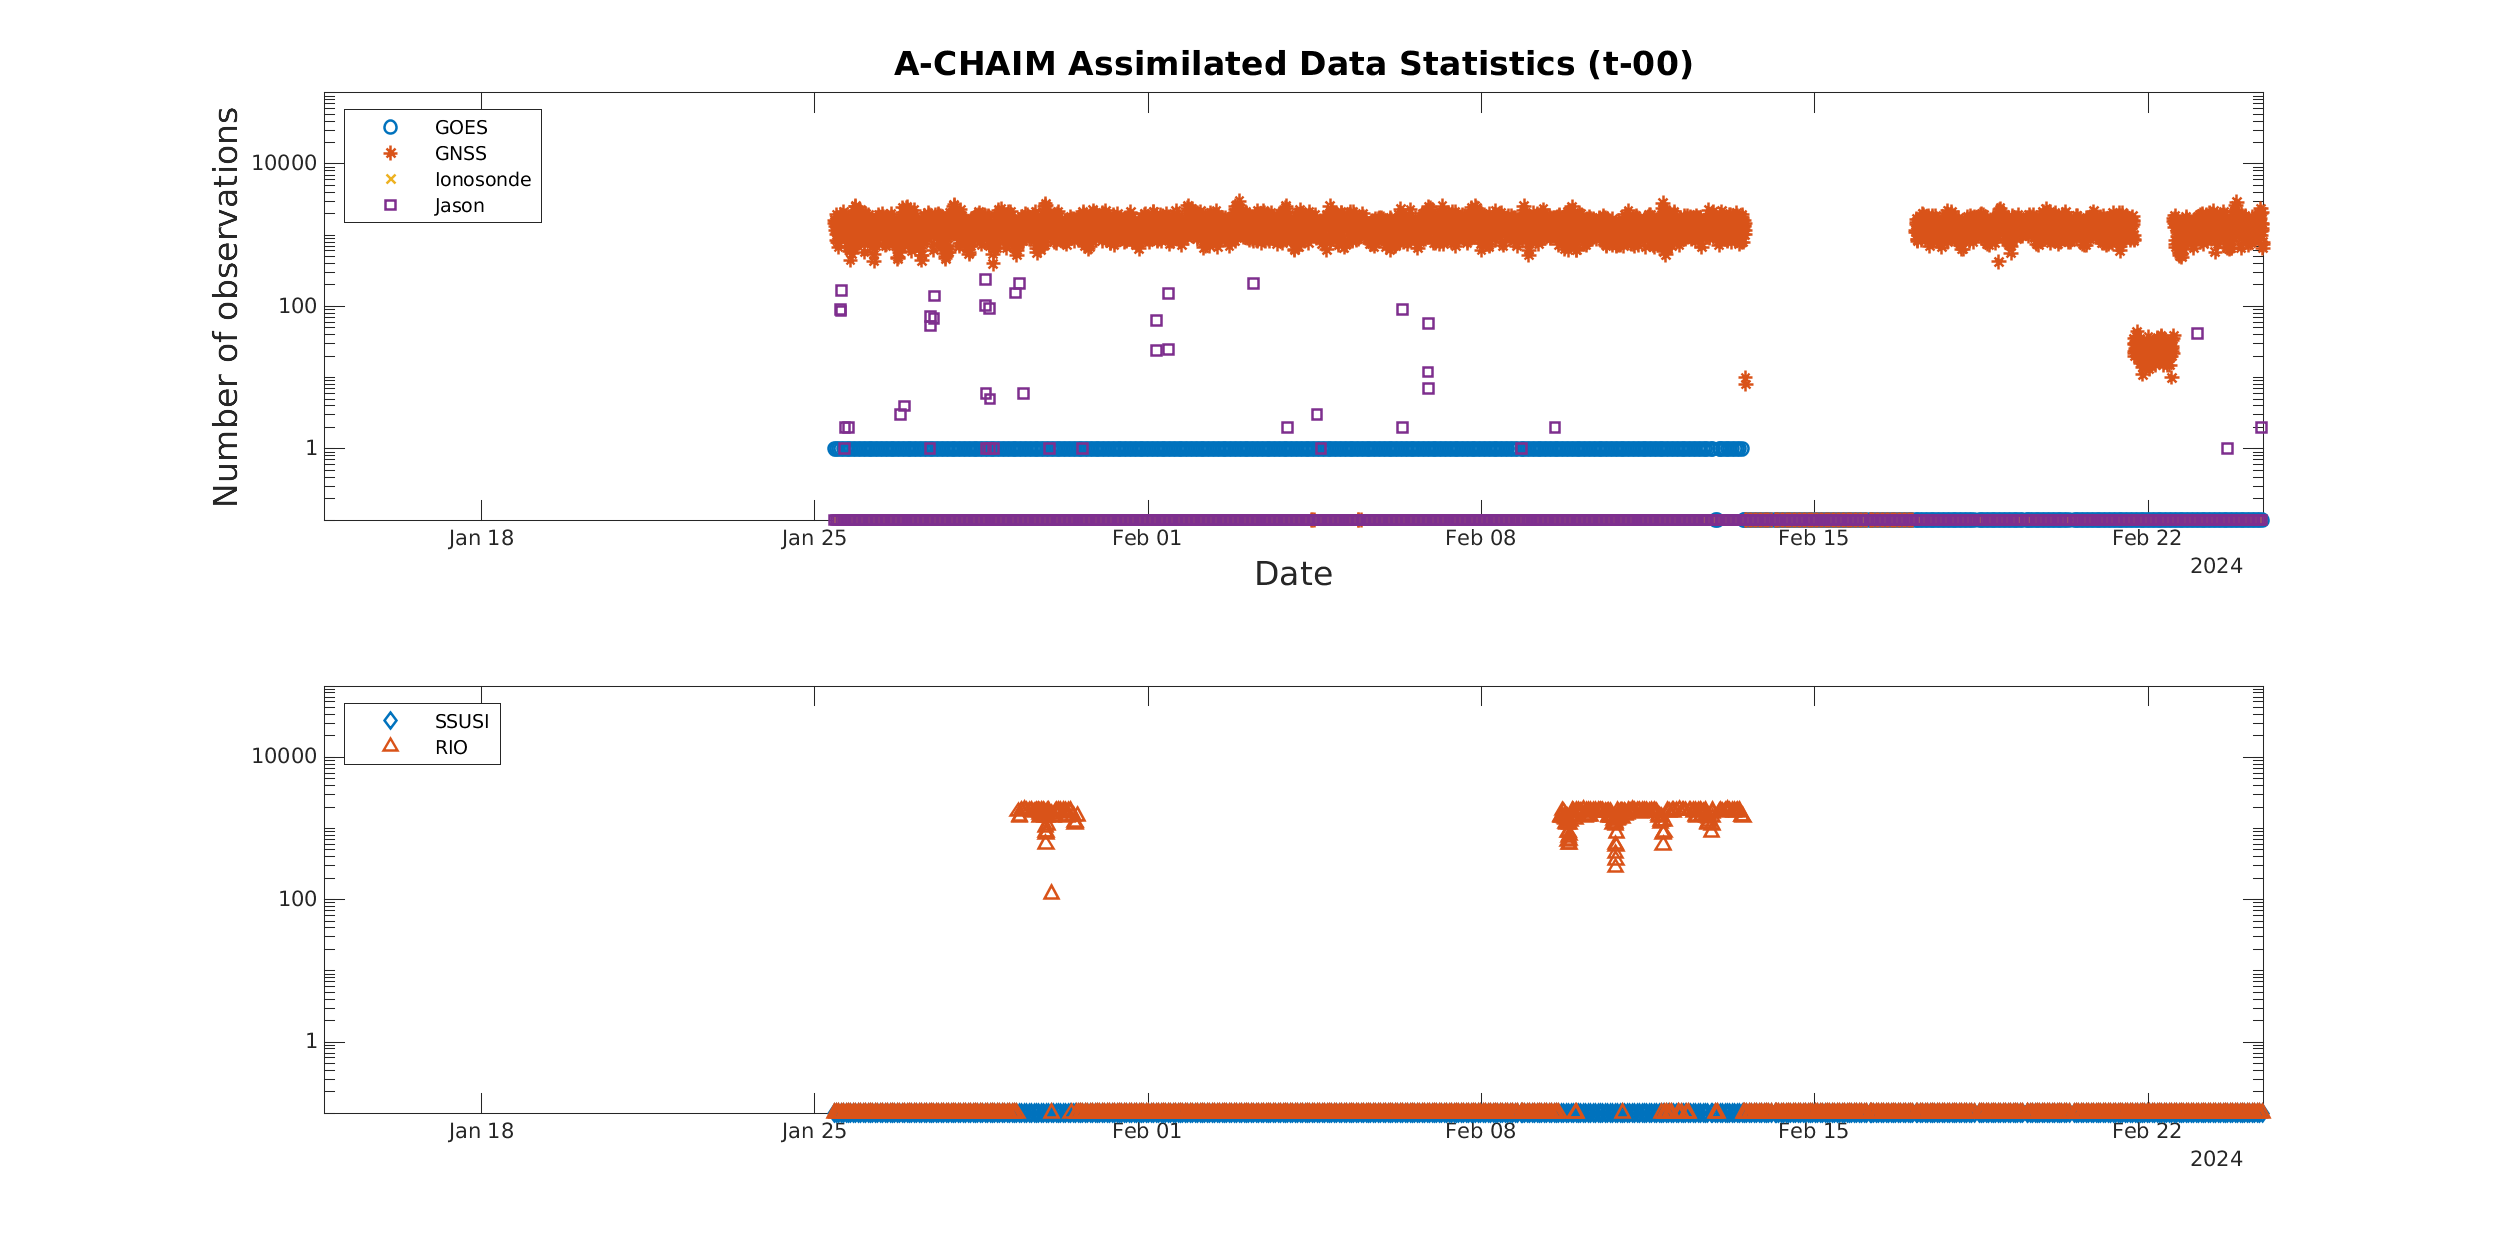 A-CHAIM Assimilated Data Statistics (t-00)
Number of observations
10000
100
1
GOES
GNSS
Ionosonde
Jason
Jan 18 Jan 25 Feb 01 Feb 08 Feb 15 Feb 22
2024
Date
10000
100
1
SSUSI
RIO
Jan 18 Jan 25 Feb 01 Feb 08 Feb 15 Feb 22
2024